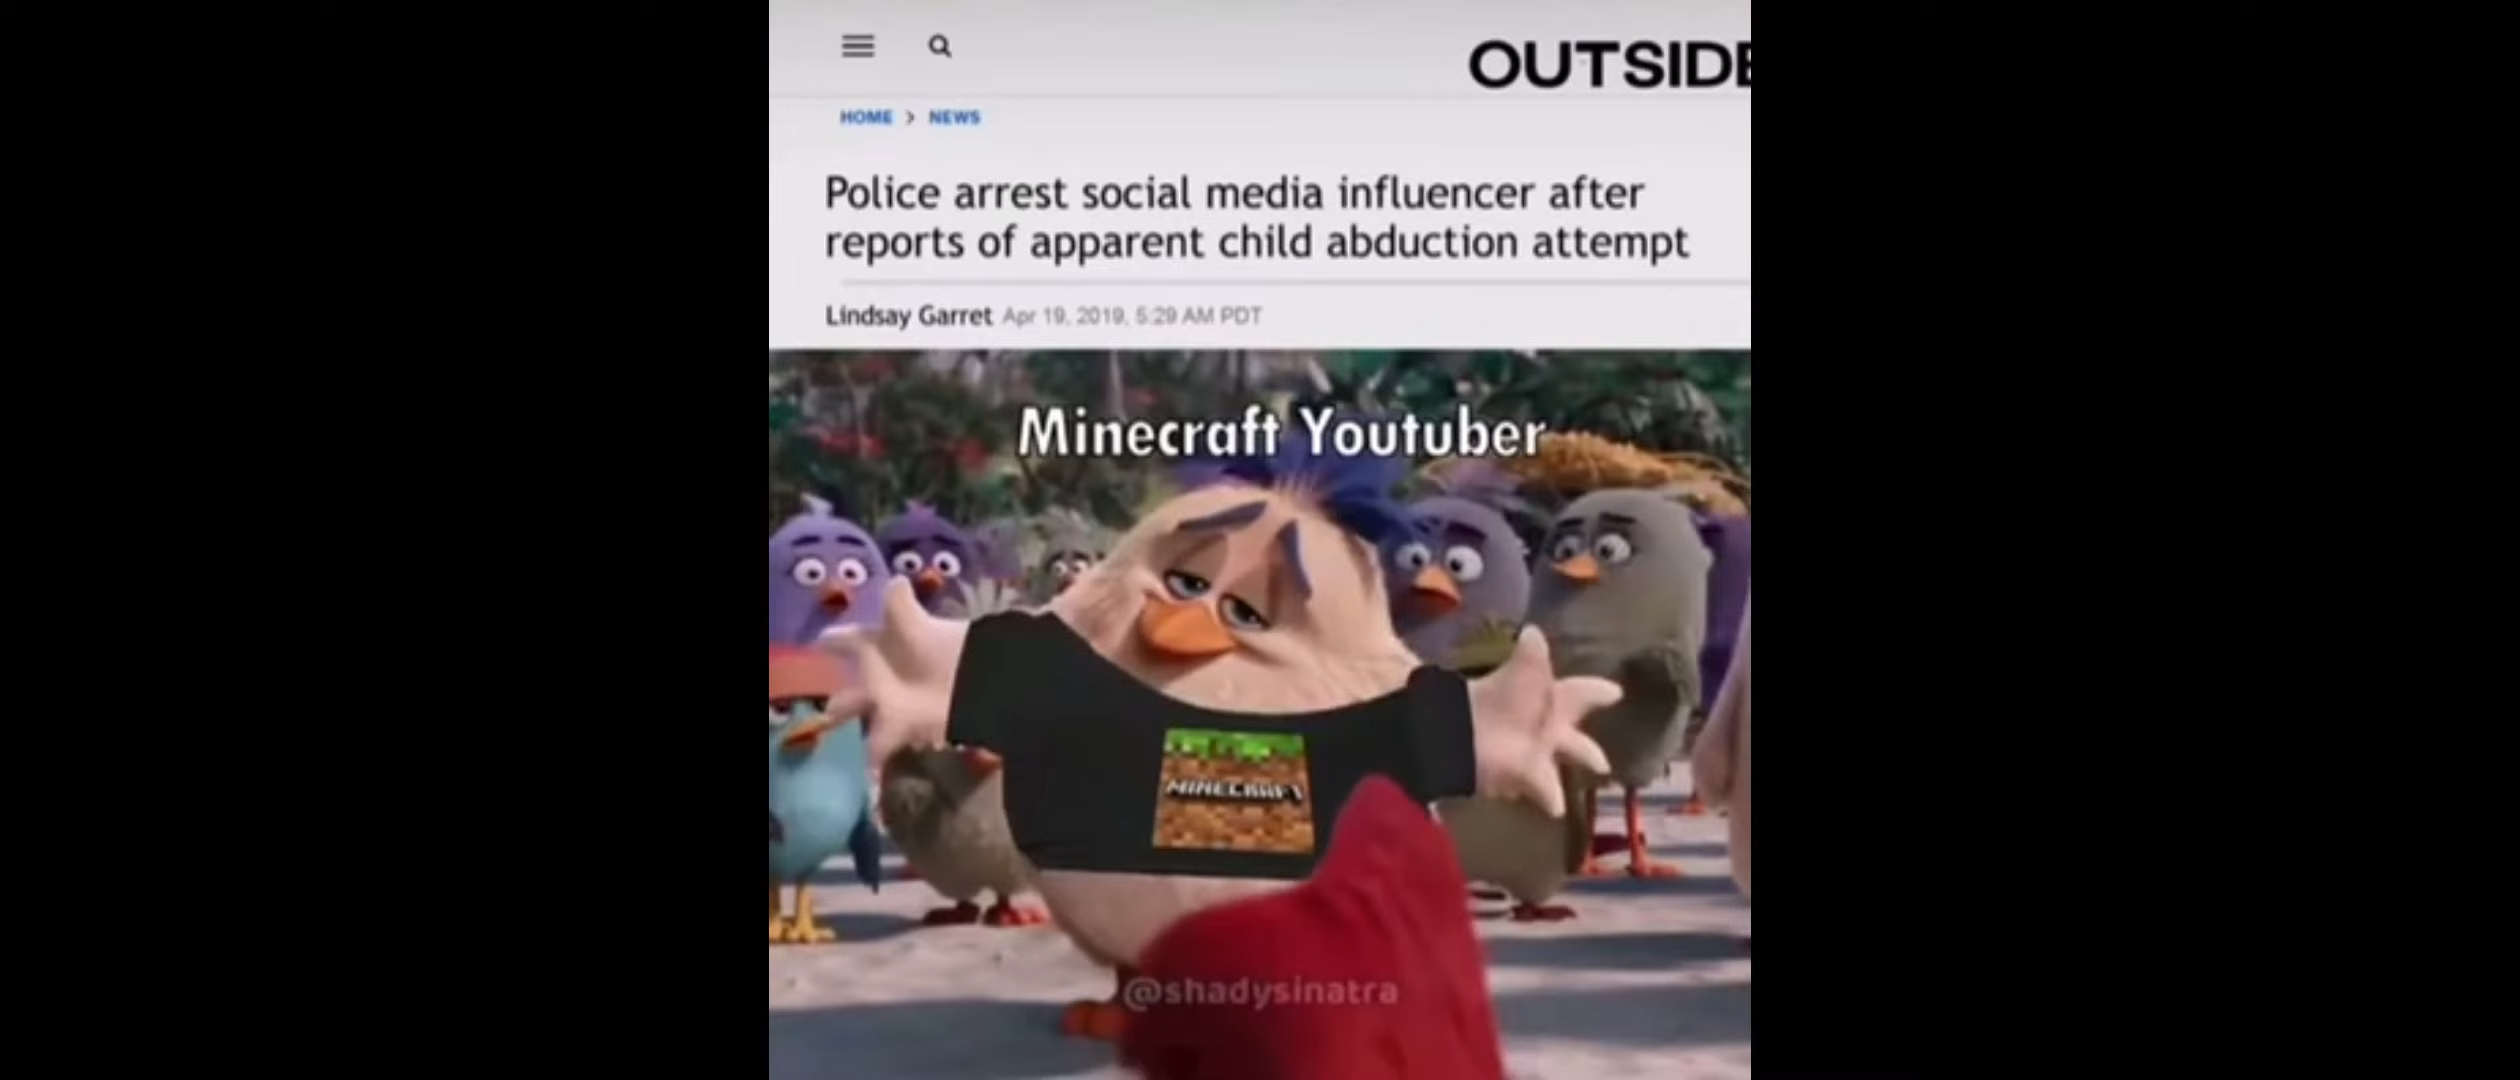 OUTSIDE
HOME > NEWS
Police arrest social media influencer after
reports of apparent child abduction attempt
Lindsay Garret Apr 19, 2019, 5:29 AM PDT
Minecraft Youtuber
MINECRAFT
@shadysinatra